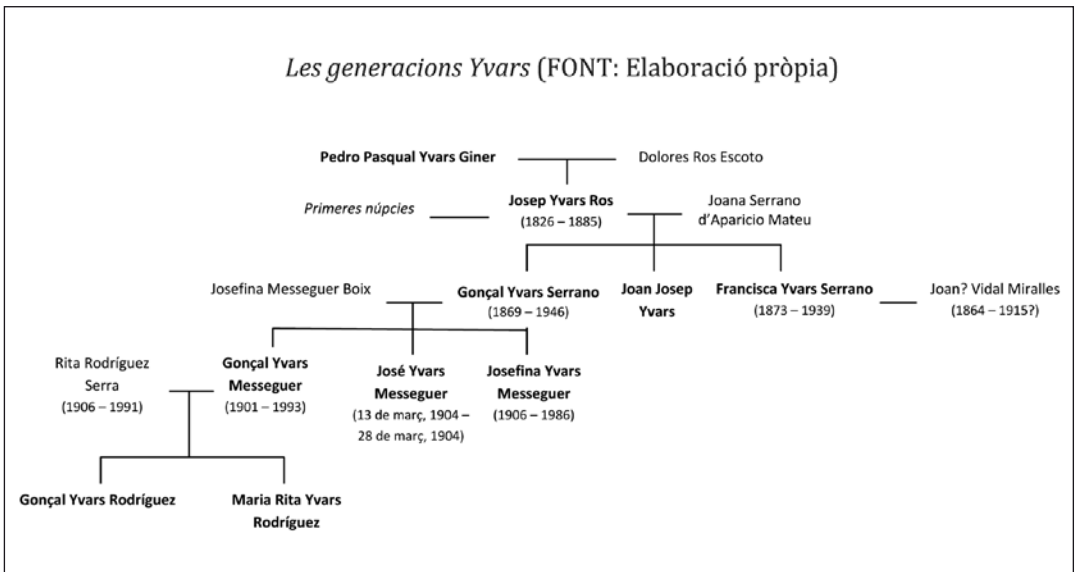 Les generacions Yvars (FONT: Elaboració pròpia)
Pedro Pasqual Yvars Giner
Dolores Ros Escoto
Primeres núpcies
Josep Yvars Ros
(1826 – 1885)
Joana Serrano
d'Aparicio Mateu
Josefina Messeguer Boix
Gonçal Yvars Serrano
(1869 – 1946)
Joan Josep
Yvars
Francisca Yvars Serrano
(1873 – 1939)
Joan? Vidal Miralles
(1864 – 1915?)
Rita Rodríguez
Serra
(1906 – 1991)
Gonçal Yvars
Messeguer
(1901 – 1993)
José Yvars
Messeguer
(13 de març, 1904 –
28 de març, 1904)
Josefina Yvars
Messeguer
(1906 – 1986)
Gonçal Yvars Rodríguez
Maria Rita Yvars
Rodríguez